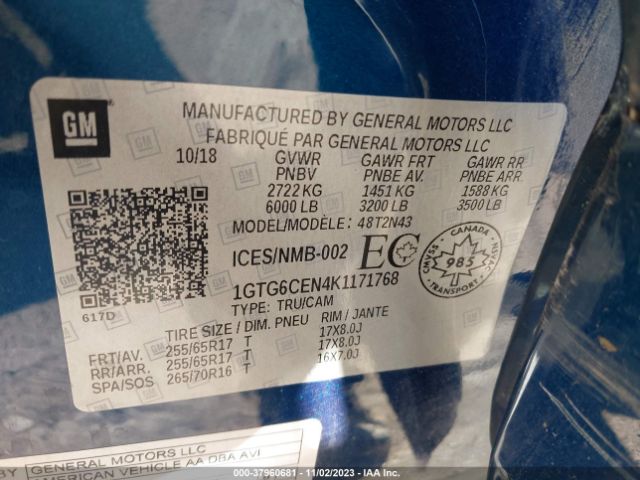 GM
MANUFACTURED BY GENERAL MOTORS LLC
FABRIQUÉ PAR GENERAL MOTORS LLC
10/18 GVWR GAWR FRT GAWR RR
PNBV PNBE AV. PNBE ARR.
2722 KG 1451 KG 1588 KG
6000 LB 3200 LB 3500 LB
MODEL/MODÈLE: 48T2N43
ICES/NMB-002 EC
CANADA
985
CMVSS NSVAC
1GTG6CEN4K1171768
617D
TYPE: TRU/CAM
TIRE SIZE / DIM. PNEU RIM / JANTE
FRT/AV. 255/65R17 T 17X8.0J
RR/ARR. 255/65R17 T 17X8.0J
SPA/SOS 265/70R16 T 16X7.0J
BY GENERAL MOTORS LLC
AMERICAN VEHICLE AA DBA AVI
000-37960681 - 11/02/2023 - IAA Inc.